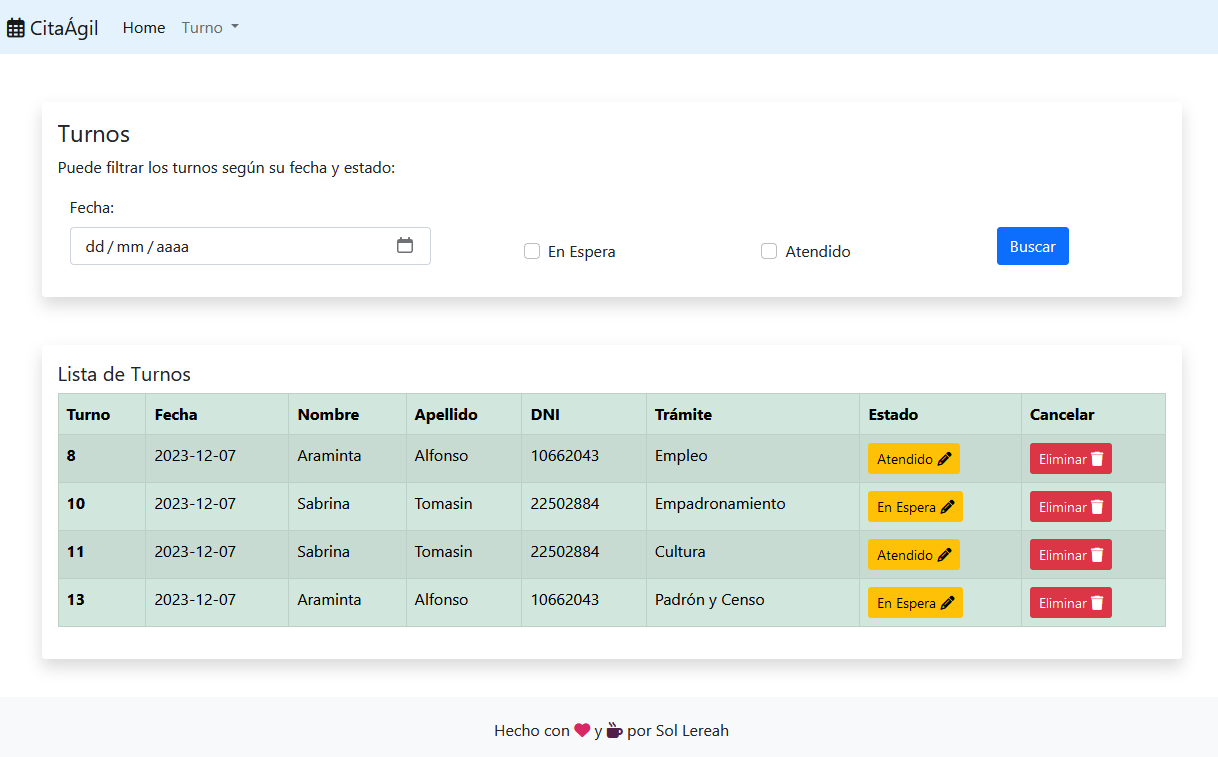 CitaÁgil Home Turno
Turnos
Puede filtrar los turnos según su fecha y estado:
Fecha:
dd / mm / aaaa En Espera Atendido Buscar
Lista de Turnos
Turno Fecha Nombre Apellido DNI Trámite Estado Cancelar
8 2023-12-07 Araminta Alfonso 10662043 Empleo Atendido Eliminar
10 2023-12-07 Sabrina Tomasin 22502884 Empadronamiento En Espera Eliminar
11 2023-12-07 Sabrina Tomasin 22502884 Cultura Atendido Eliminar
13 2023-12-07 Araminta Alfonso 10662043 Padrón y Censo En Espera Eliminar
Hecho con y por Sol Lereah